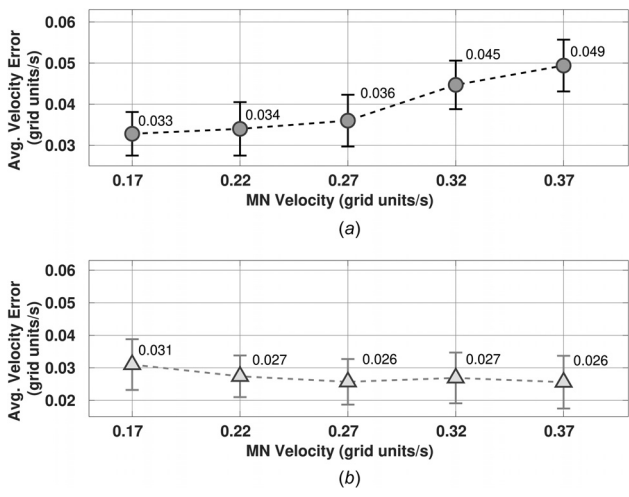 Avg. Velocity Error
(grid units/s)
0.06
0.05
0.04
0.03
0.033
0.034
0.036
0.045
0.049
0.17 0.22 0.27 0.32 0.37
MN Velocity (grid units/s)
(a)
Avg. Velocity Error
(grid units/s)
0.06
0.05
0.04
0.03
0.02
0.031
0.027
0.026
0.027
0.026
0.17 0.22 0.27 0.32 0.37
MN Velocity (grid units/s)
(b)